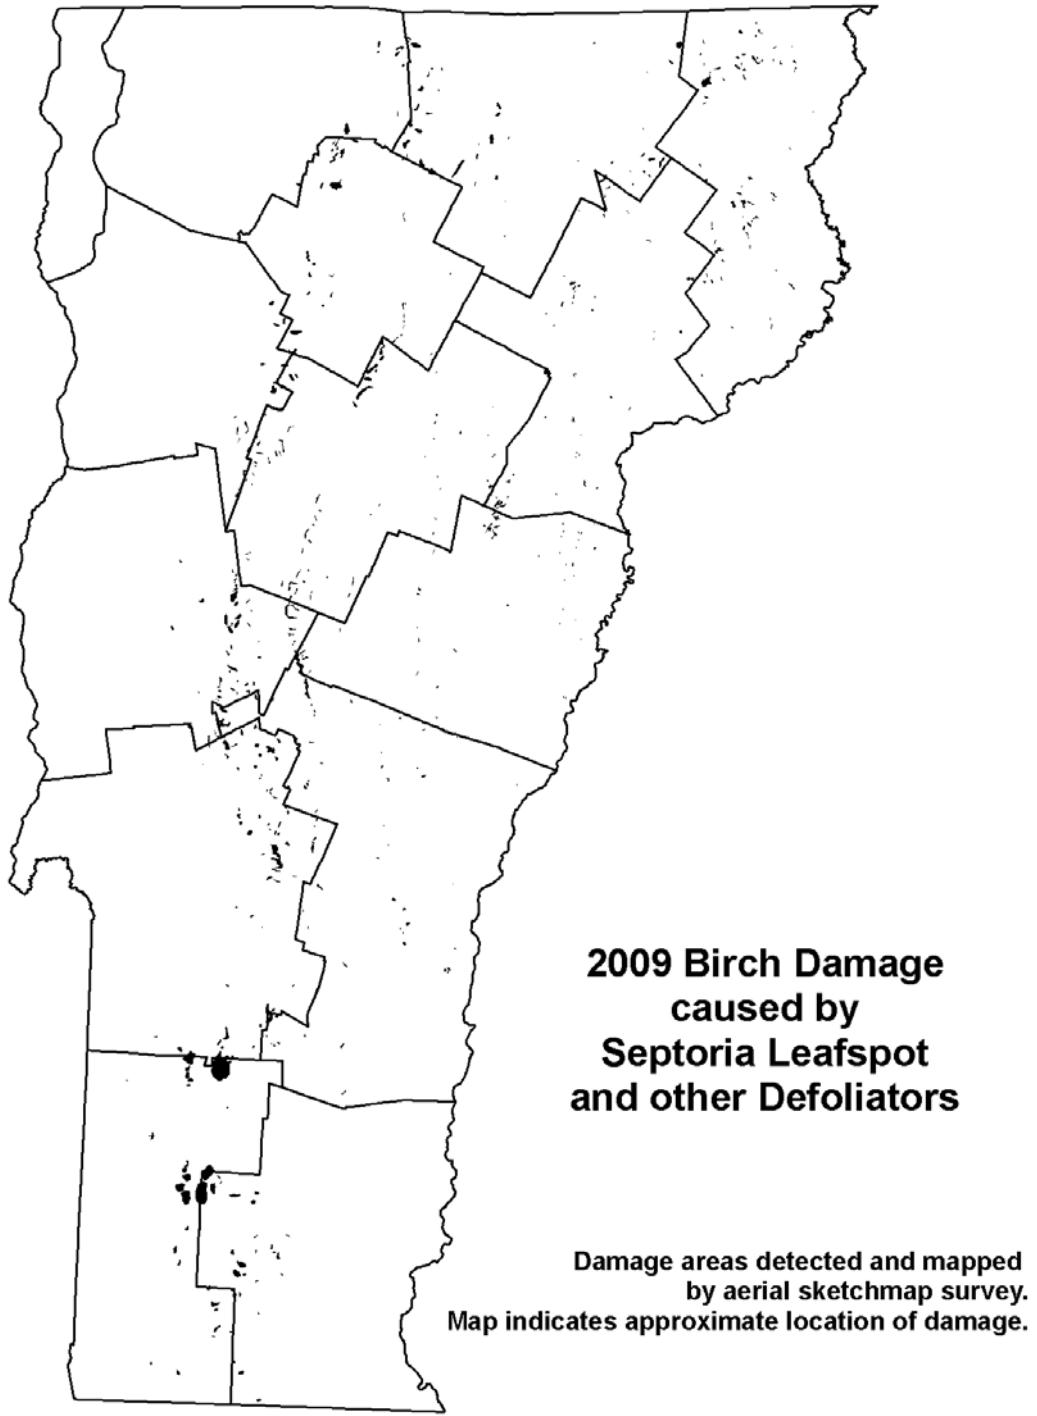 2009 Birch Damage
caused by
Septoria Leafspot
and other Defoliators
Damage areas detected and mapped
by aerial sketchmap survey.
Map indicates approximate location of damage.